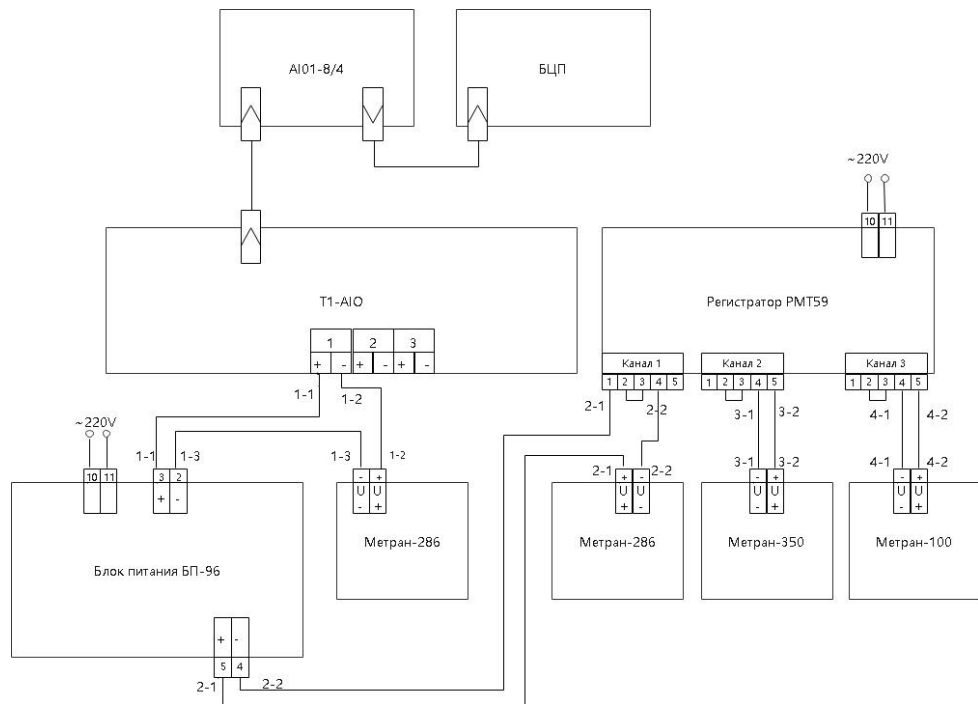 AI01-8/4
БЦП
~220V
10 11
T1-AIO
Регистратор РМТ59
1 2 3
+ - + - + -
Канал 1 Канал 2 Канал 3
1 2 3 4 5 1 2 3 4 5 1 2 3 4 5
1-1 1-2
2-1 2-2 3-1 3-2 4-1 4-2
~220V
1-1 1-3 1-3 1-2
2-1 2-2 3-1 3-2 4-1 4-2
10 11 3 2
+ -
- +
U U
- +
+ -
U U
+ -
- +
U U
- +
- +
U U
- +
Метран-286 Метран-286 Метран-350 Метран-100
Блок питания БП-96
+ -
5 4
2-1 2-2